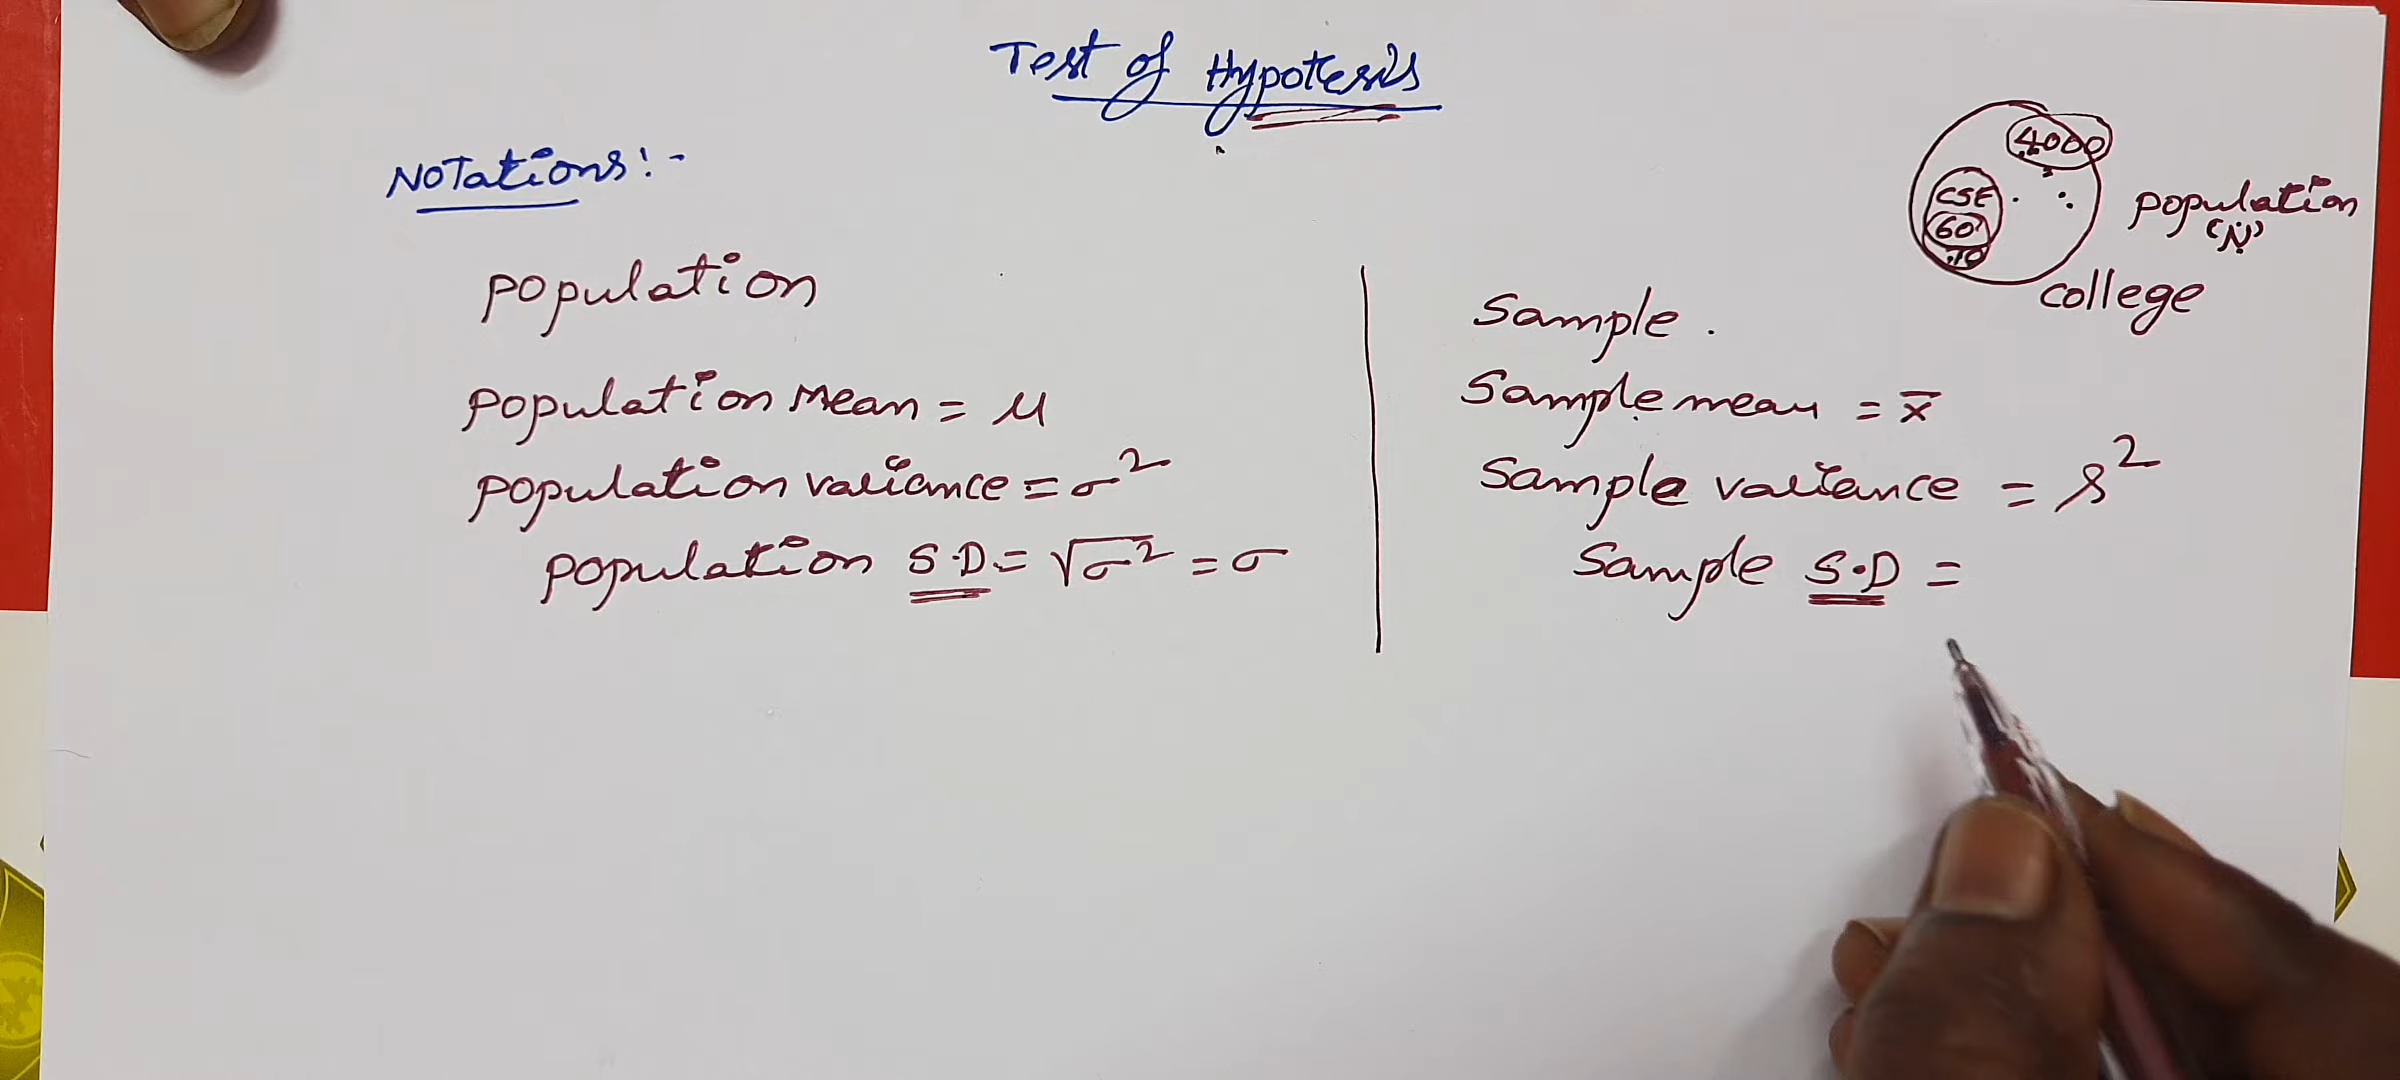 Test of Hypotesis
NOTations:-
4000
CSE
60
10
population
(N)
college
population
Sample .
population Mean = μ
Sample mean = x̄
population variance = σ²
Sample variance = s²
population S.D = √σ² = σ
Sample S.D =